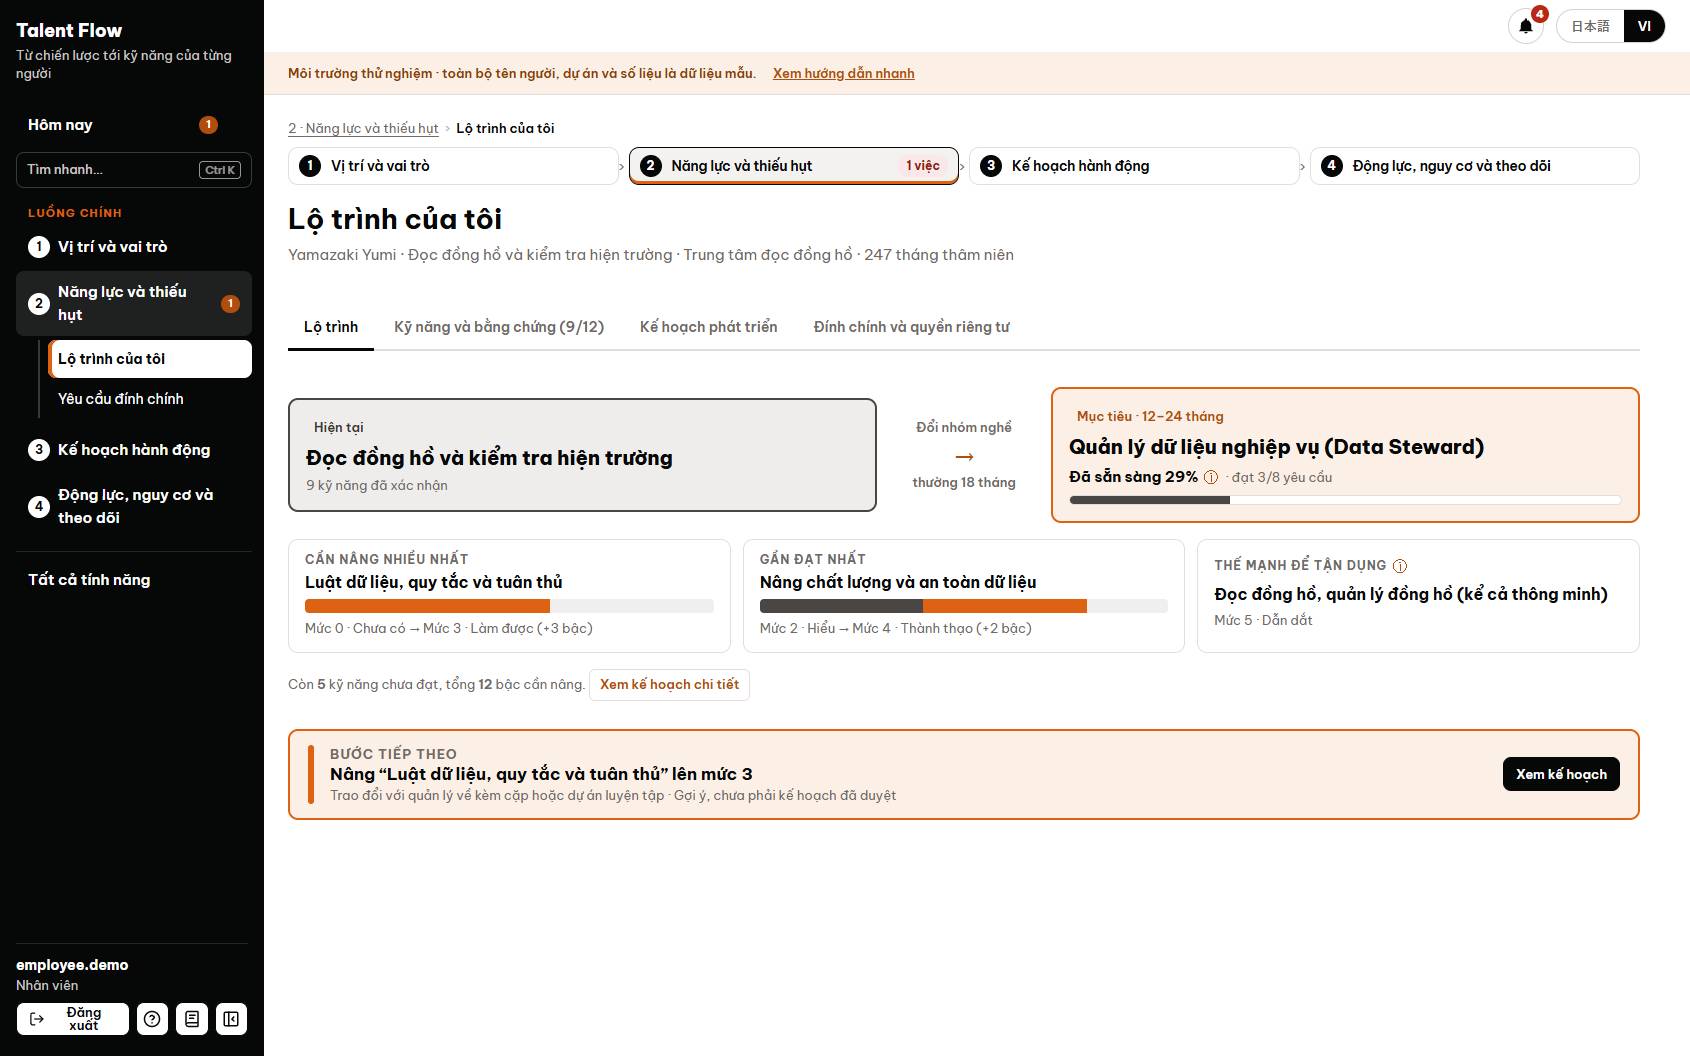 Talent Flow
Từ chiến lược tới kỹ năng của từng
người
Hôm nay
1
Tìm nhanh...
Ctrl K
LUỒNG CHÍNH
1 Vị trí và vai trò
2 Năng lực và thiếu
hụt
1
Lộ trình của tôi
Yêu cầu đính chính
3 Kế hoạch hành động
4 Động lực, nguy cơ và
theo dõi
Tất cả tính năng
employee.demo
Nhân viên
Đăng
xuất
4
日本語 VI
Môi trường thử nghiệm · toàn bộ tên người, dự án và số liệu là dữ liệu mẫu. Xem hướng dẫn nhanh
2 · Năng lực và thiếu hụt › Lộ trình của tôi
1 Vị trí và vai trò ›
2 Năng lực và thiếu hụt 1 việc ›
3 Kế hoạch hành động ›
4 Động lực, nguy cơ và theo dõi
Lộ trình của tôi
Yamazaki Yumi · Đọc đồng hồ và kiểm tra hiện trường · Trung tâm đọc đồng hồ · 247 tháng thâm niên
Lộ trình
Kỹ năng và bằng chứng (9/12)
Kế hoạch phát triển
Đính chính và quyền riêng tư
Hiện tại
Đọc đồng hồ và kiểm tra hiện trường
9 kỹ năng đã xác nhận
Đổi nhóm nghề
→
thường 18 tháng
Mục tiêu · 12–24 tháng
Quản lý dữ liệu nghiệp vụ (Data Steward)
Đã sẵn sàng 29% ⓘ · đạt 3/8 yêu cầu
CẦN NÂNG NHIỀU NHẤT
Luật dữ liệu, quy tắc và tuân thủ
Mức 0 · Chưa có → Mức 3 · Làm được (+3 bậc)
GẦN ĐẠT NHẤT
Nâng chất lượng và an toàn dữ liệu
Mức 2 · Hiểu → Mức 4 · Thành thạo (+2 bậc)
THẾ MẠNH ĐỂ TẬN DỤNG ⓘ
Đọc đồng hồ, quản lý đồng hồ (kể cả thông minh)
Mức 5 · Dẫn dắt
Còn 5 kỹ năng chưa đạt, tổng 12 bậc cần nâng. Xem kế hoạch chi tiết
BƯỚC TIẾP THEO
Nâng “Luật dữ liệu, quy tắc và tuân thủ” lên mức 3
Trao đổi với quản lý về kèm cặp hoặc dự án luyện tập · Gợi ý, chưa phải kế hoạch đã duyệt
Xem kế hoạch